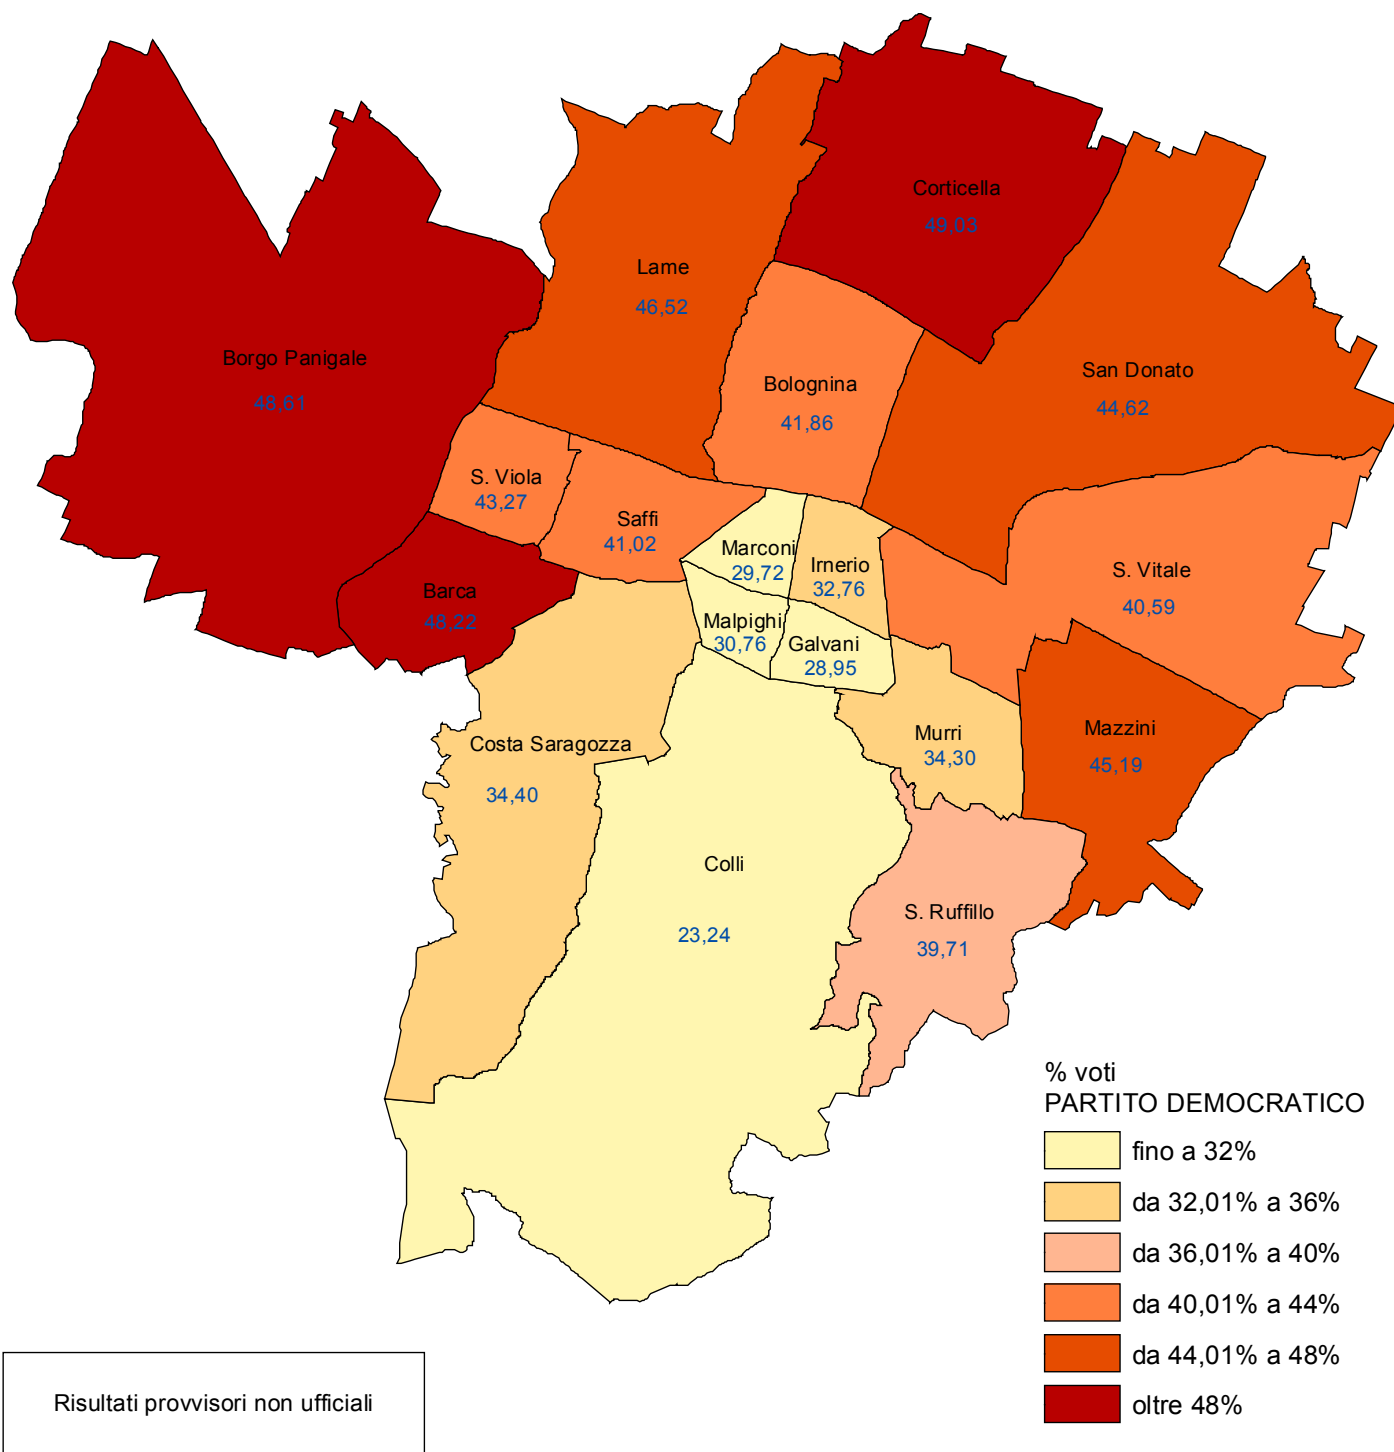 Corticella
49,03
Lame
46,52
Borgo Panigale
48,61
Bolognina
41,86
San Donato
44,62
S. Viola
43,27
Saffi
41,02
Marconi
29,72
Irnerio
32,76
S. Vitale
40,59
Barca
48,22
Malpighi
30,76
Galvani
28,95
Murri
34,30
Mazzini
45,19
Costa Saragozza
34,40
Colli
23,24
S. Ruffillo
39,71
% voti
PARTITO DEMOCRATICO
fino a 32%
da 32,01% a 36%
da 36,01% a 40%
da 40,01% a 44%
da 44,01% a 48%
oltre 48%
Risultati provvisori non ufficiali